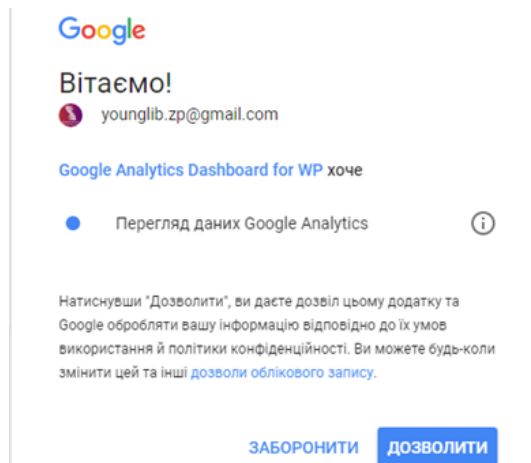 Google
Вітаємо!
younglib.zp@gmail.com
Google Analytics Dashboard for WP хоче
Перегляд даних Google Analytics
Натиснувши "Дозволити", ви даєте дозвіл цьому додатку та
Google обробляти вашу інформацію відповідно до їх умов
використання й політики конфіденційності. Ви можете будь-коли
змінити цей та інші дозволи облікового запису.
ЗАБОРОНИТИ ДОЗВОЛИТИ